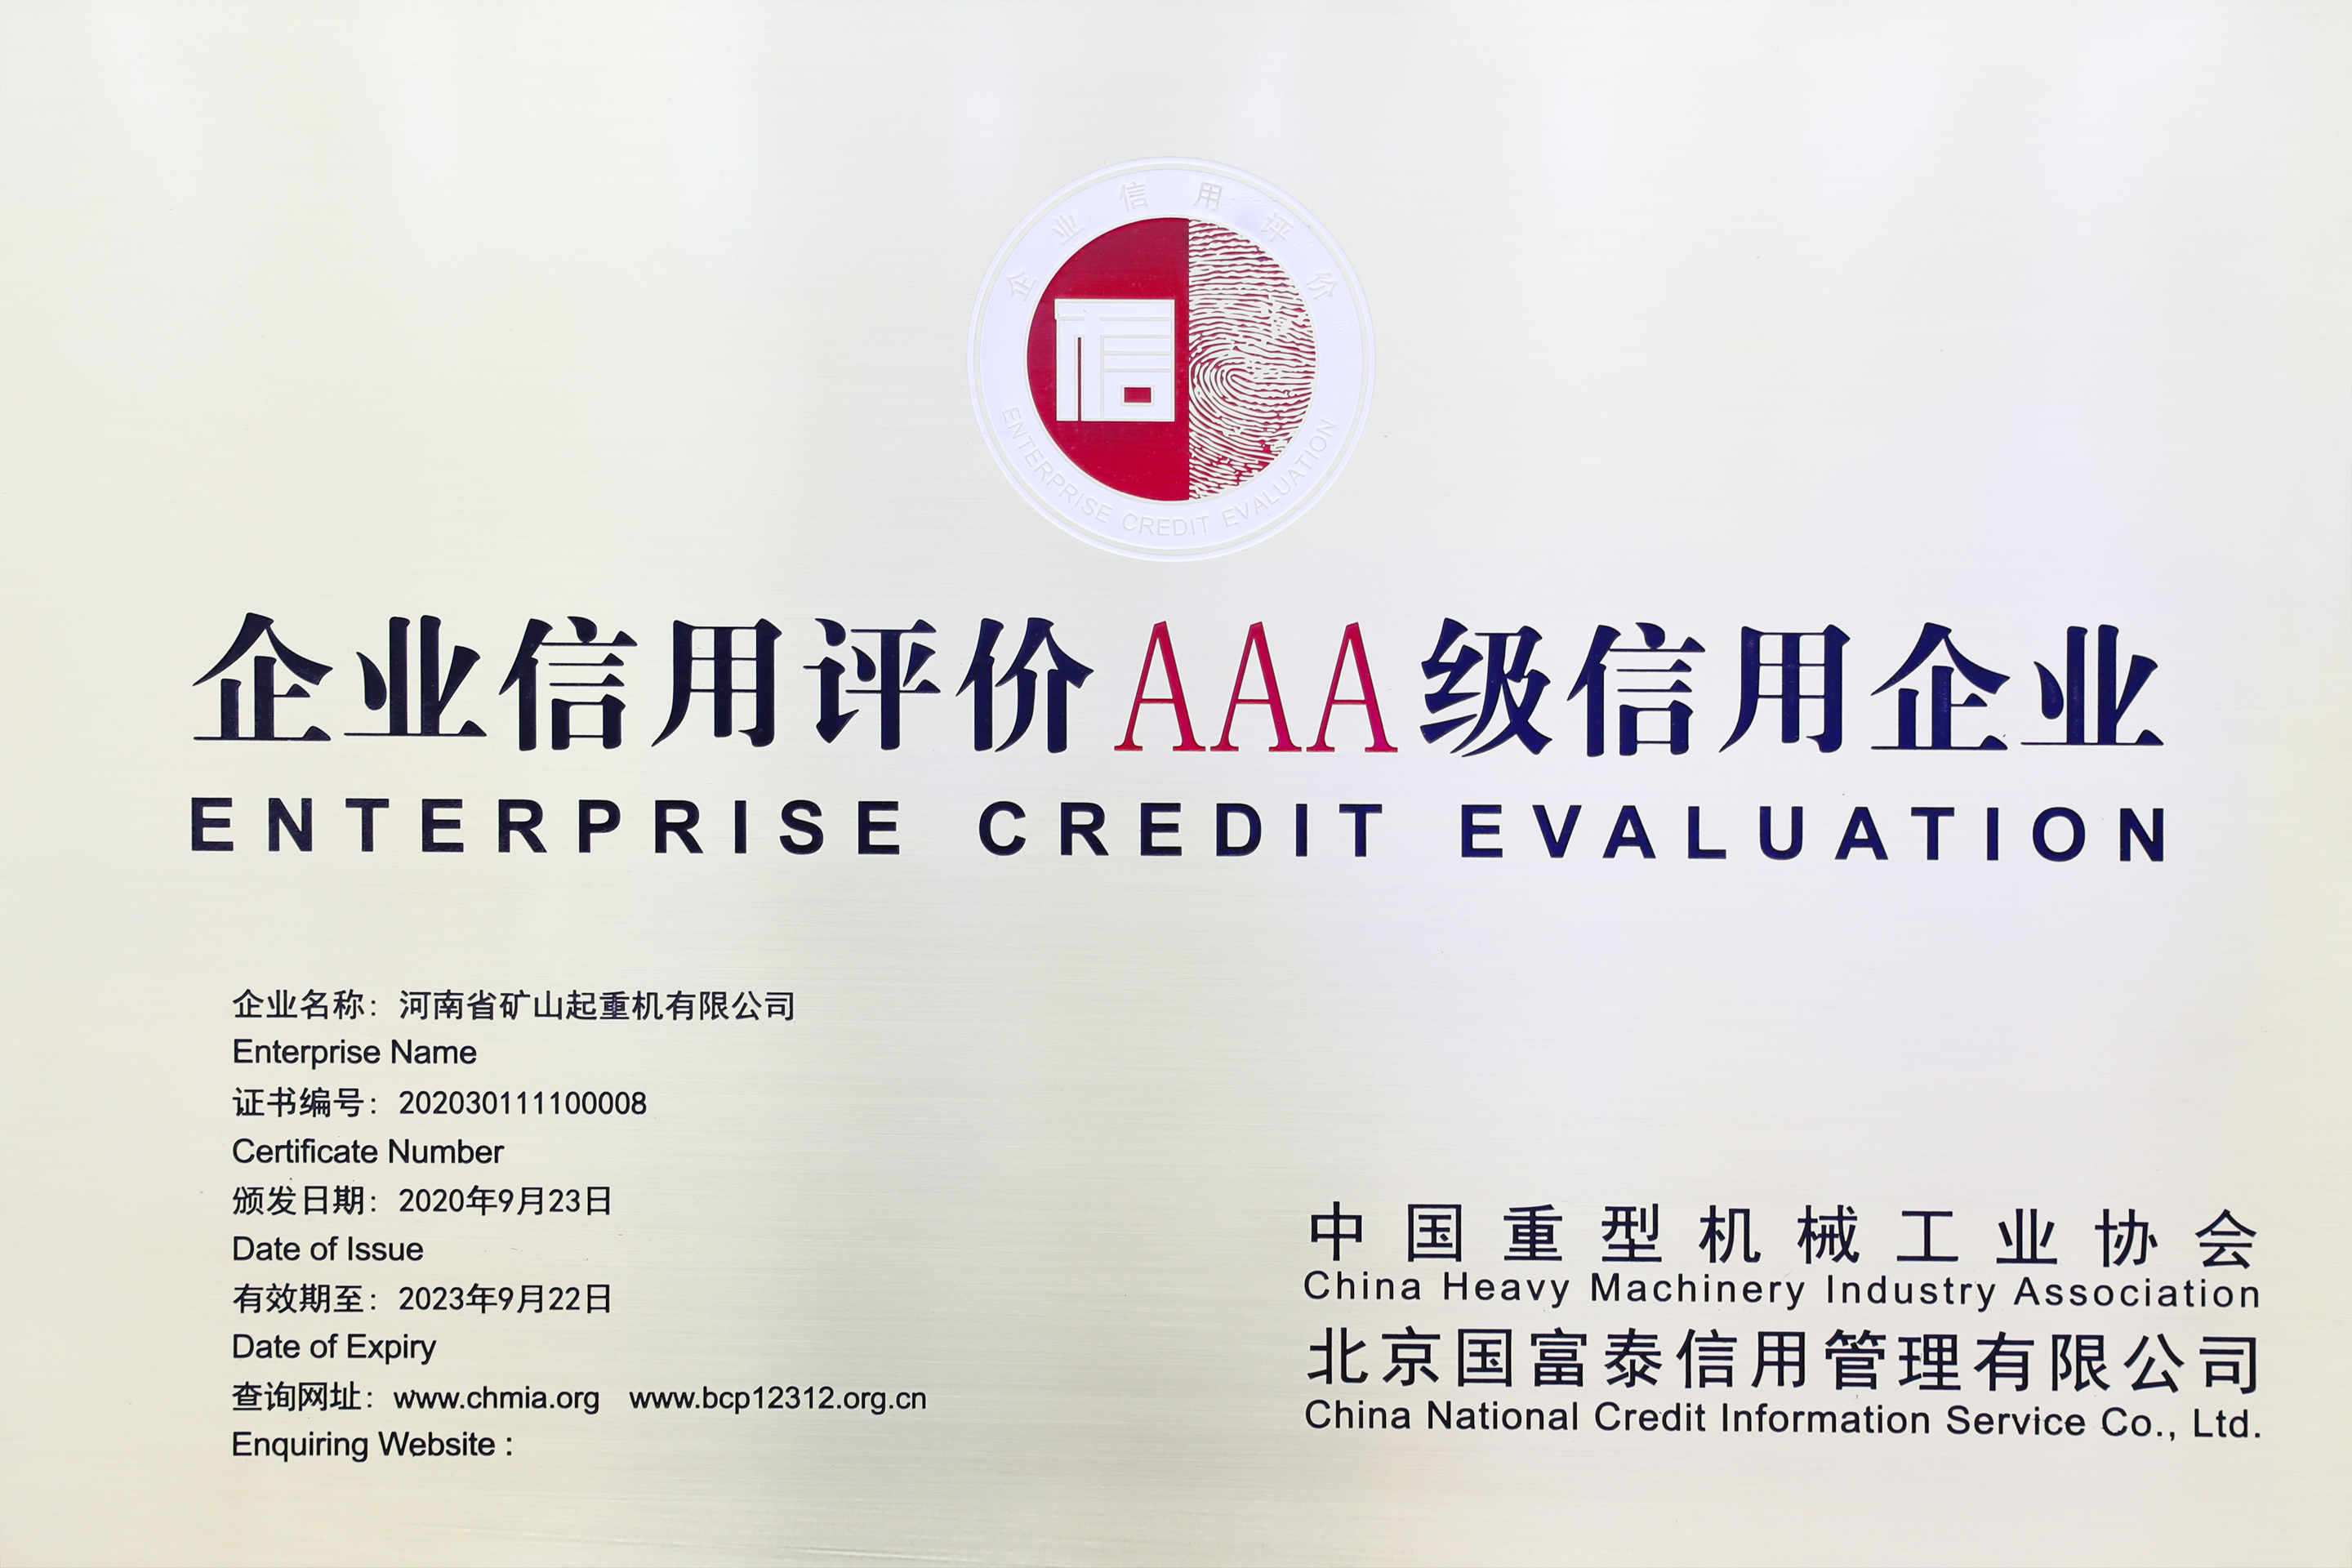 企业信用评价
信
ENTERPRISE CREDIT EVALUATION
企业信用评价AAA级信用企业
ENTERPRISE CREDIT EVALUATION
企业名称：河南省矿山起重机有限公司
Enterprise Name
证书编号：202030111100008
Certificate Number
颁发日期：2020年9月23日
Date of Issue
有效期至：2023年9月22日
Date of Expiry
查询网址：www.chmia.org www.bcp12312.org.cn
Enquiring Website :
中国重型机械工业协会
China Heavy Machinery Industry Association
北京国富泰信用管理有限公司
China National Credit Information Service Co., Ltd.